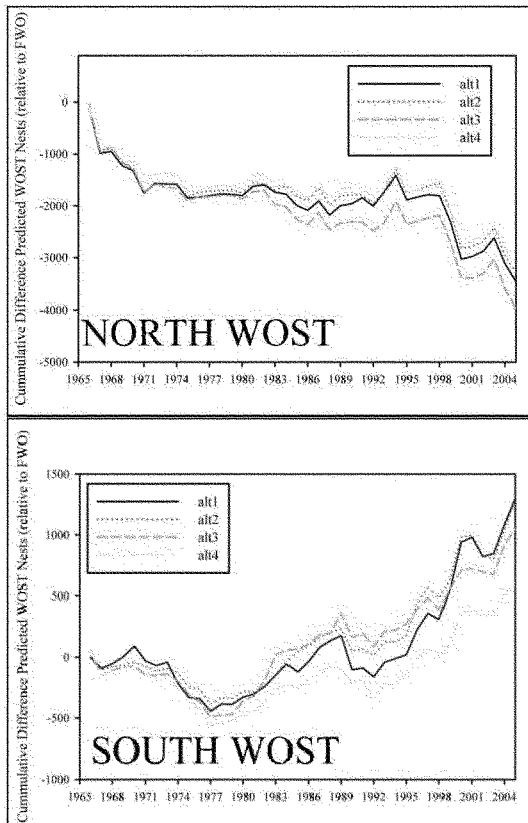 Cummulative Difference Predicted WOST Nests (relative to FWO)
0
-1000
-2000
-3000
-4000
-5000
alt1
alt2
alt3
alt4
NORTH WOST
1965 1968 1971 1974 1977 1980 1983 1986 1989 1992 1995 1998 2001 2004
Cummulative Difference Predicted WOST Nests (relative to FWO)
1500
1000
500
0
-500
-1000
alt1
alt2
alt3
alt4
SOUTH WOST
1965 1968 1971 1974 1977 1980 1983 1986 1989 1992 1995 1998 2001 2004